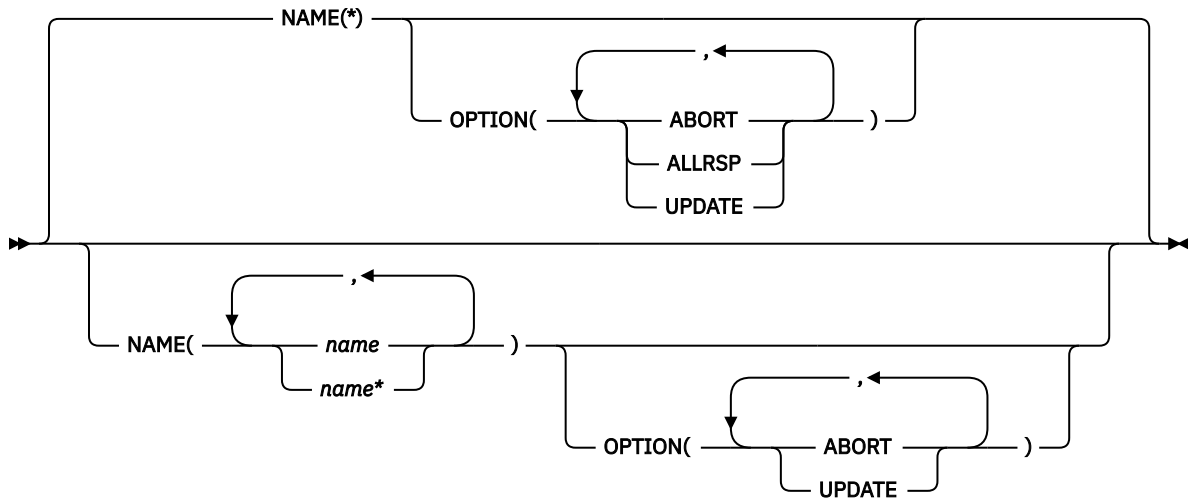 NAME(*)
,
OPTION( ABORT )
ALLRSP
UPDATE
,
NAME( name )
name*
,
OPTION( ABORT )
UPDATE